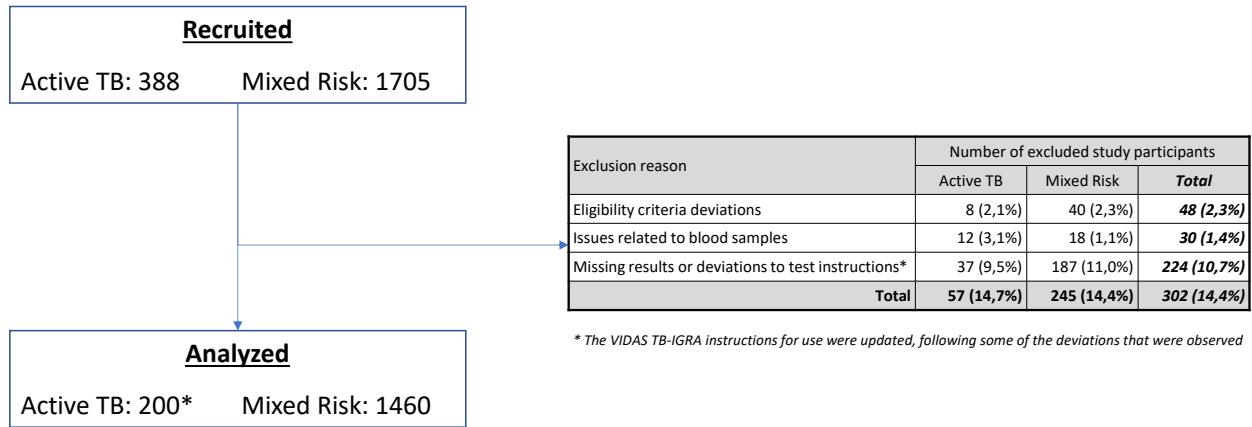 Recruited
Active TB: 388 Mixed Risk: 1705
Exclusion reason
Number of excluded study participants
Active TB Mixed Risk Total
Eligibility criteria deviations 8 (2,1%) 40 (2,3%) 48 (2,3%)
Issues related to blood samples 12 (3,1%) 18 (1,1%) 30 (1,4%)
Missing results or deviations to test instructions* 37 (9,5%) 187 (11,0%) 224 (10,7%)
Total 57 (14,7%) 245 (14,4%) 302 (14,4%)
* The VIDAS TB-IGRA instructions for use were updated, following some of the deviations that were observed
Analyzed
Active TB: 200* Mixed Risk: 1460